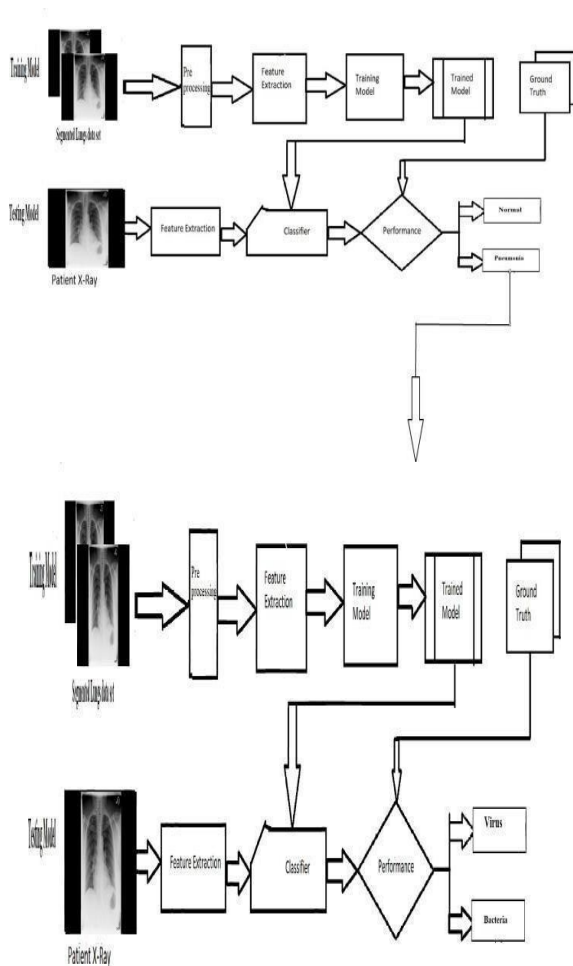 Training Model
Segmented Lungs data set
Pre
processing
Feature
Extraction
Training
Model
Trained
Model
Ground
Truth
Testing Model
Patient X-Ray
Feature Extraction
Classifier
Performance
Normal
Pneumonia
Training Model
Segmented Lungs data set
Pre
processing
Feature
Extraction
Training
Model
Trained
Model
Ground
Truth
Testing Model
Patient X-Ray
Feature Extraction
Classifier
Performance
Virus
Bacteria